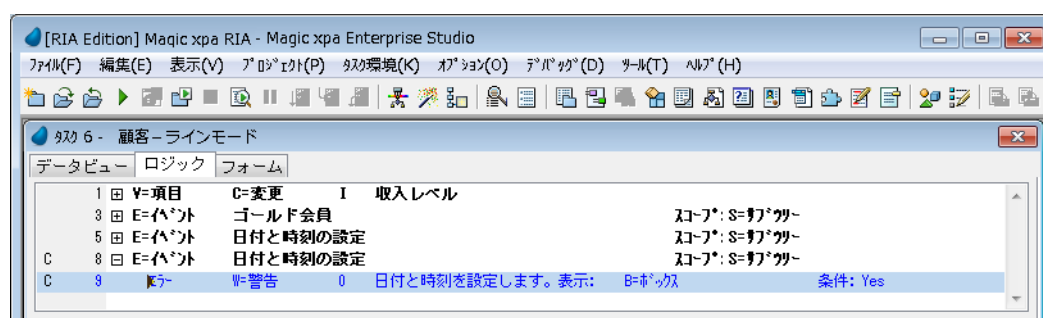 [RIA Edition] Magic xpa RIA - Magic xpa Enterprise Studio
ﾌｧｲﾙ(F) 編集(E) 表示(V) ﾌﾟﾛｼﾞｪｸﾄ(P) ﾀｽｸ環境(K) ｵﾌﾟｼｮﾝ(O) ﾃﾞﾊﾞｯｸﾞ(D) ﾂｰﾙ(T) ﾍﾙﾌﾟ(H)
ﾀｽｸ 6 - 顧客−ラインモード
データビュー ロジック フォーム
1 V=項目 C=変更 I 収入レベル
3 E=ｲﾍﾞﾝﾄ ゴールド会員 ｽｺｰﾌﾟ: S=ｻﾌﾞﾂﾘｰ
5 E=ｲﾍﾞﾝﾄ 日付と時刻の設定 ｽｺｰﾌﾟ: S=ｻﾌﾞﾂﾘｰ
C 8 E=ｲﾍﾞﾝﾄ 日付と時刻の設定 ｽｺｰﾌﾟ: S=ｻﾌﾞﾂﾘｰ
C 9 ｴﾗｰ W=警告 0 日付と時刻を設定します。 表示: B=ﾎﾞｯｸｽ 条件: Yes